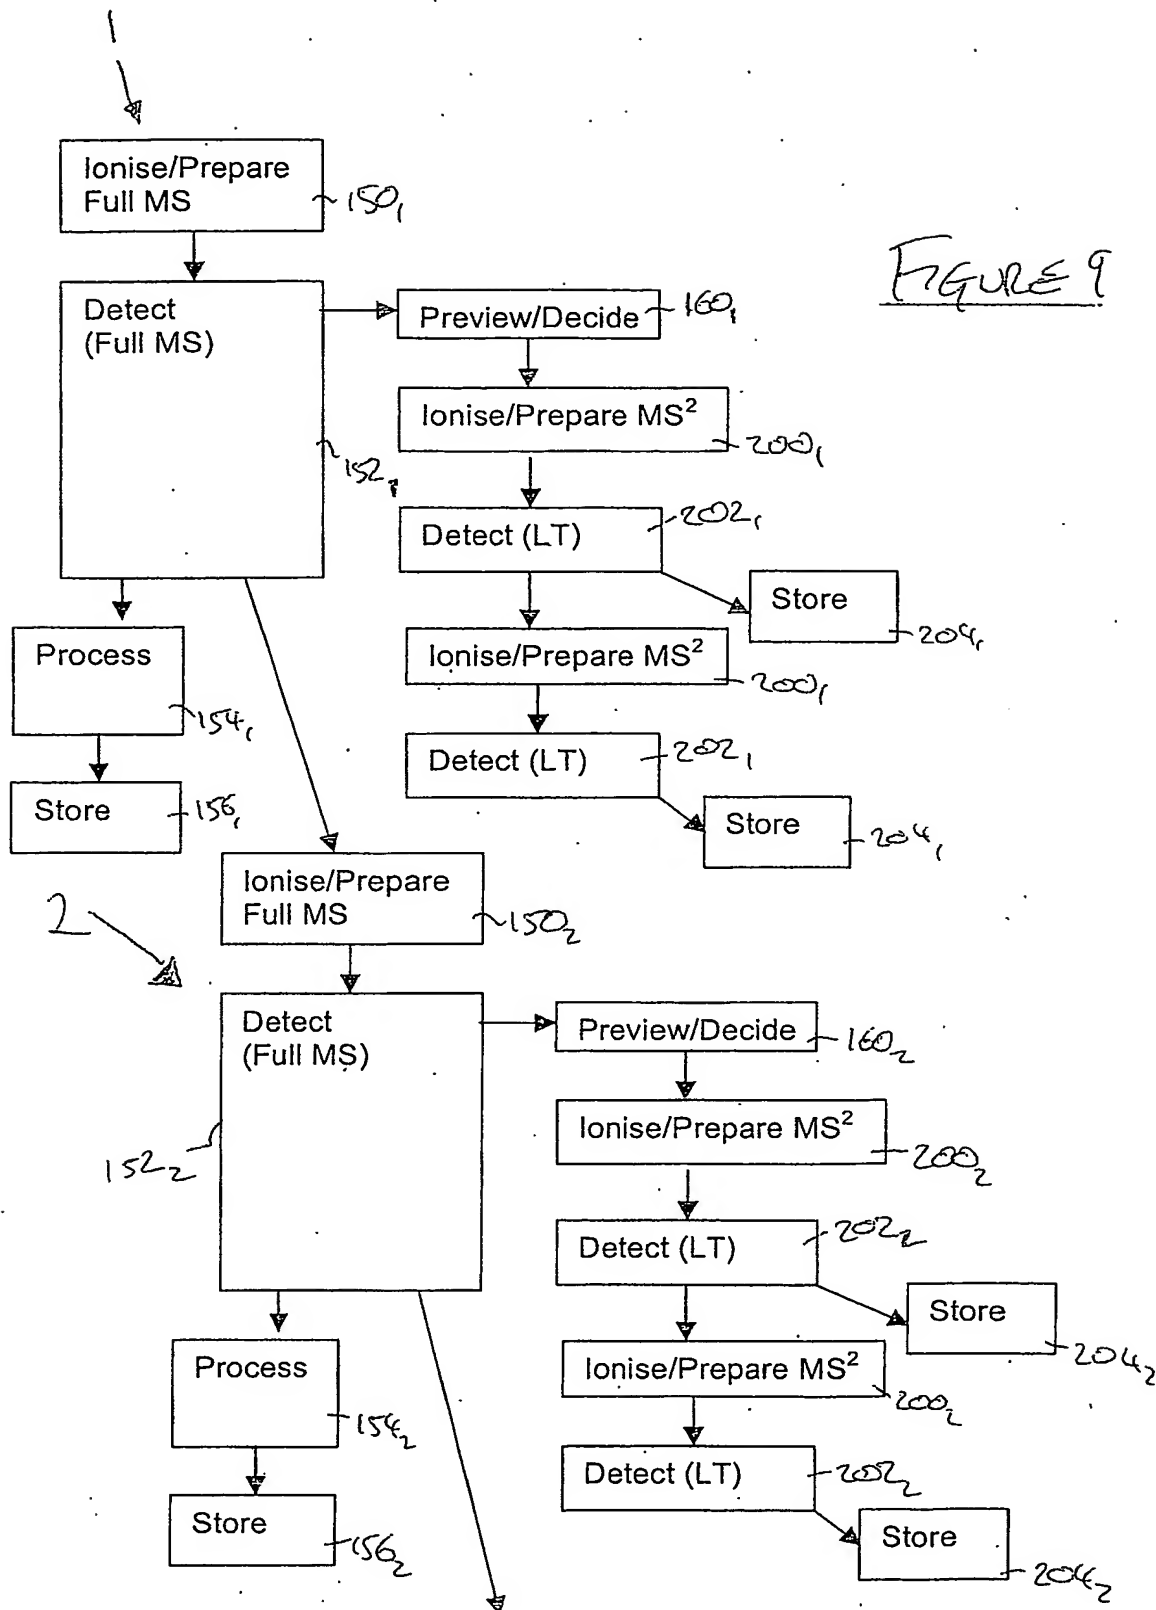 1
Ionise/Prepare
Full MS
150₁
FIGURE 9
Detect
(Full MS)
152₁
Preview/Decide
160₁
Ionise/Prepare MS²
200₁
Detect (LT)
202₁
Store
204₁
Ionise/Prepare MS²
200₁
Detect (LT)
202₁
Store
204₁
Process
154₁
Store
156₁
2
Ionise/Prepare
Full MS
150₂
Detect
(Full MS)
152₂
Preview/Decide
160₂
Ionise/Prepare MS²
200₂
Detect (LT)
202₂
Store
204₂
Ionise/Prepare MS²
200₂
Detect (LT)
202₂
Store
204₂
Process
154₂
Store
156₂